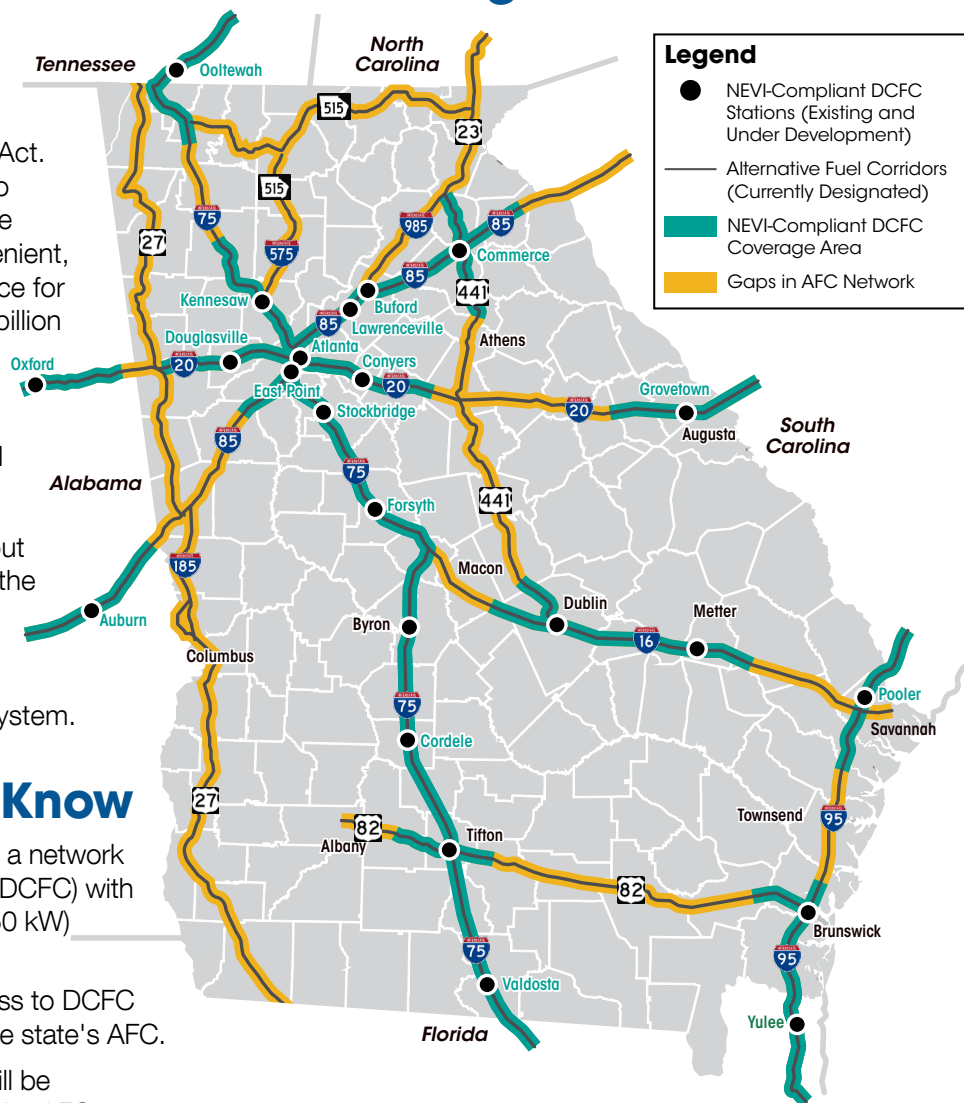 Act.
o
e
enient,
ce for
billion
out
the
ystem.
Know
a network
DCFC) with
0 kW)
ess to DCFC
e state's AFC.
ill be
Tennessee
North
Carolina
Ooltewah
515
23
515
75
27
575
985
85
Commerce
85
441
Kennesaw
Buford
Lawrenceville
85
Douglasville
Atlanta
Athens
Oxford
20
Conyers
20
Grovetown
East Point
Stockbridge
20
Augusta
South
Carolina
85
75
Alabama
441
Forsyth
185
Macon
Dublin
Metter
Auburn
Byron
16
Columbus
Pooler
75
Savannah
Cordele
27
Townsend
95
82
Albany
Tifton
82
Brunswick
75
95
Valdosta
Yulee
Florida
Legend
NEVI-Compliant DCFC
Stations (Existing and
Under Development)
Alternative Fuel Corridors
(Currently Designated)
NEVI-Compliant DCFC
Coverage Area
Gaps in AFC Network